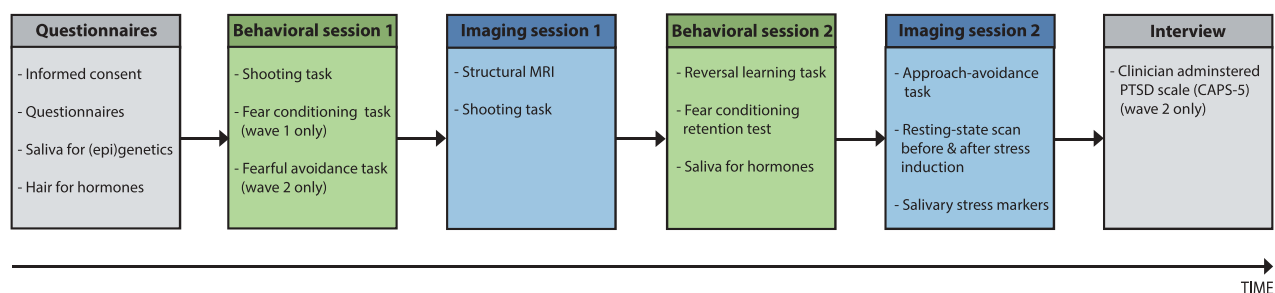 Questionnaires
- Informed consent
- Questionnaires
- Saliva for (epi)genetics
- Hair for hormones
Behavioral session 1
- Shooting task
- Fear conditioning task
(wave 1 only)
- Fearful avoidance task
(wave 2 only)
Imaging session 1
- Structural MRI
- Shooting task
Behavioral session 2
- Reversal learning task
- Fear conditioning
retention test
- Saliva for hormones
Imaging session 2
- Approach-avoidance
task
- Resting-state scan
before & after stress
induction
- Salivary stress markers
Interview
- Clinician adminstered
PTSD scale (CAPS-5)
(wave 2 only)
TIME